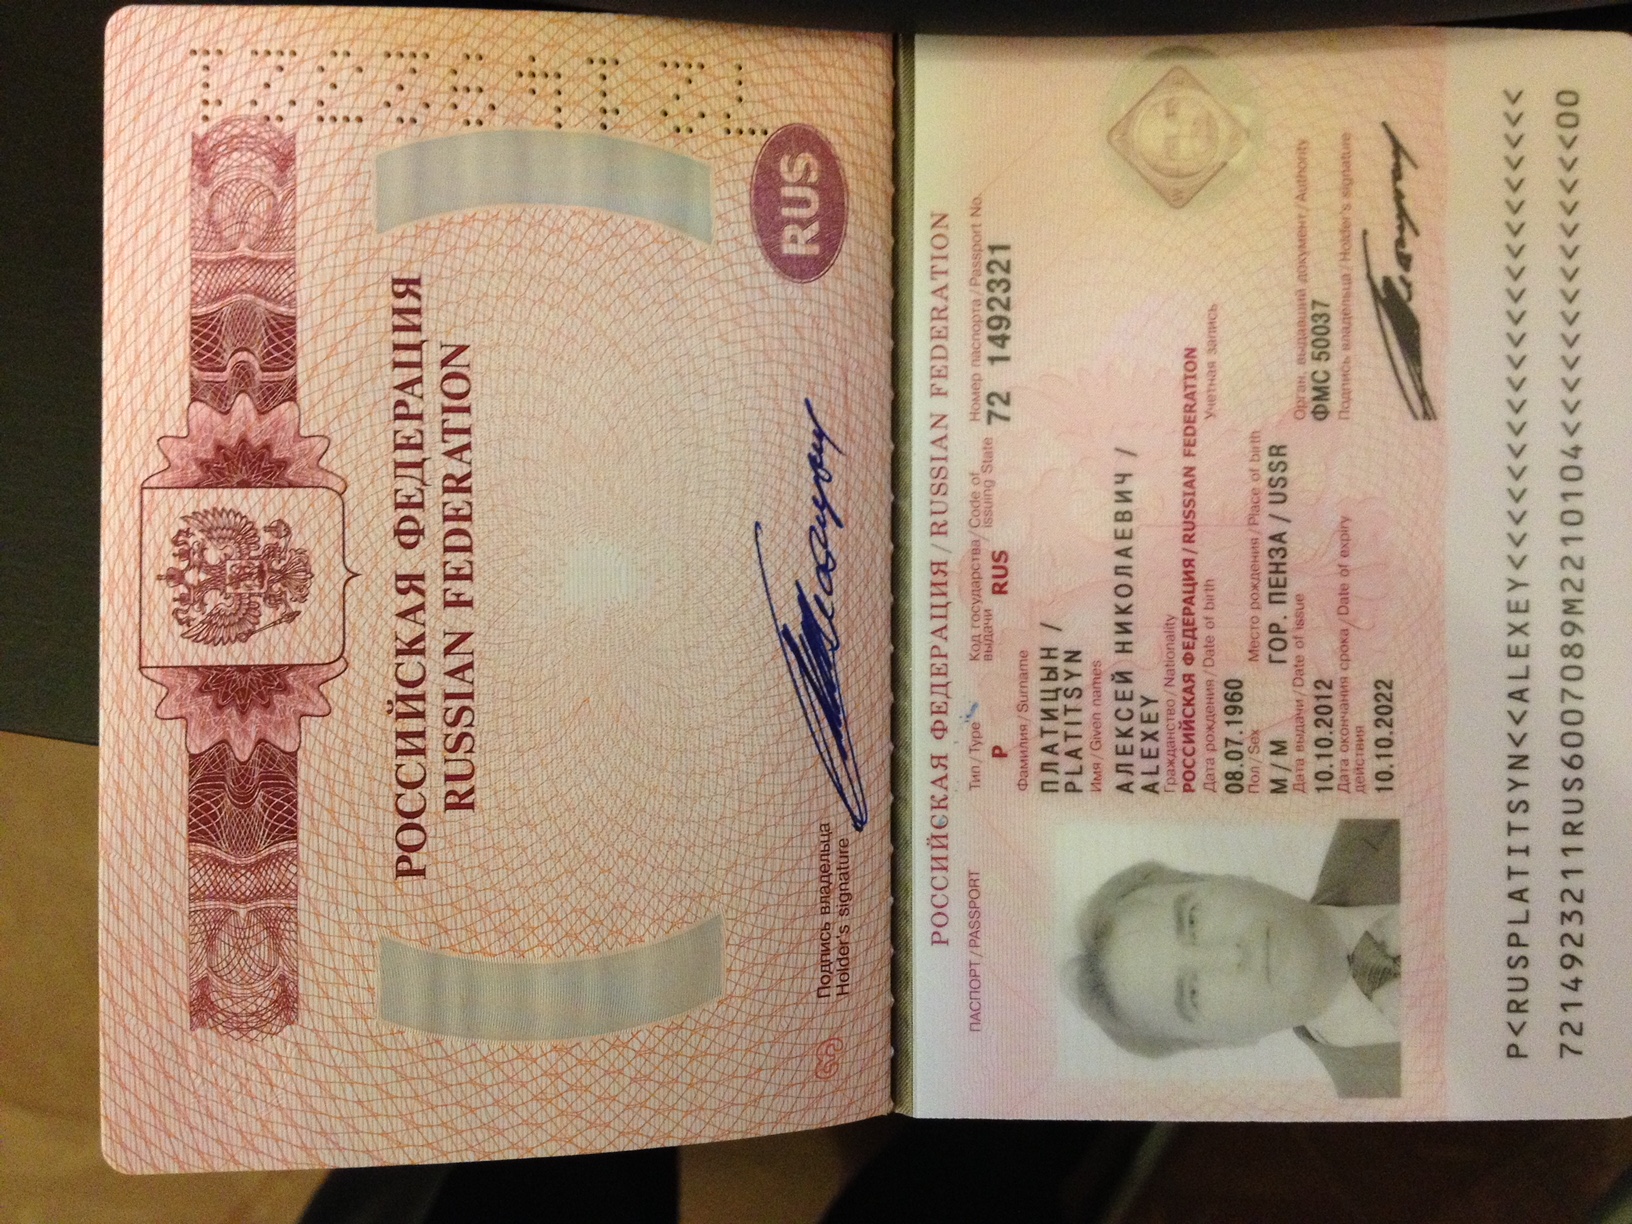 РОССИЙСКАЯ ФЕДЕРАЦИЯ
RUSSIAN FEDERATION
Подпись владельца
Holder's signature
RUS
72 1492321
РОССИЙСКАЯ ФЕДЕРАЦИЯ / RUSSIAN FEDERATION
ПАСПОРТ / PASSPORT
Тип / Type
Код государства / Code of
выдачи issuing State
Номер паспорта / Passport No.
P
RUS
72 1492321
Фамилия / Surname
ПЛАТИЦЫН /
PLATITSYN
Имя / Given names
АЛЕКСЕЙ НИКОЛАЕВИЧ /
ALEXEY
Гражданство / Nationality
РОССИЙСКАЯ ФЕДЕРАЦИЯ / RUSSIAN FEDERATION
Дата рождения / Date of birth
Учетная запись
08.07.1960
Пол / Sex
Место рождения / Place of birth
М / M
ГОР. ПЕНЗА / USSR
Дата выдачи / Date of issue
Орган, выдавший документ / Authority
10.10.2012
ФМС 50037
Дата окончания срока / Date of expiry
действия
Подпись владельца / Holder's signature
10.10.2022
P<RUSPLATITSYN<<ALEXEY<<<<<<<<<<<<<<<<<<<<<<
7214923211RUS6007089M2210104<<<<<<<<<<<<<<00